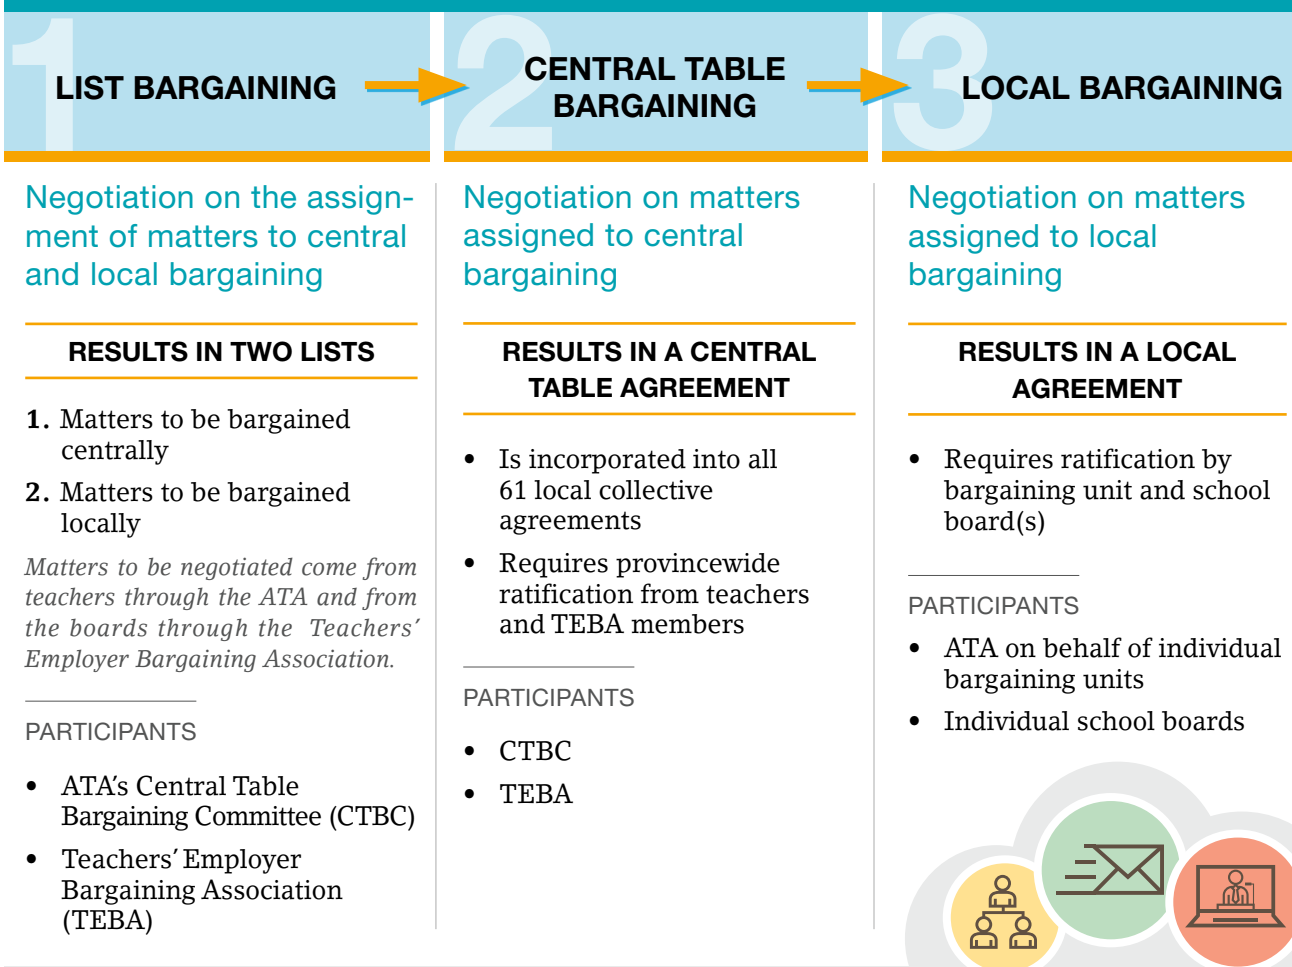 1
LIST BARGAINING
Negotiation on the assign-
ment of matters to central
and local bargaining
RESULTS IN TWO LISTS
1. Matters to be bargained
centrally
2. Matters to be bargained
locally
Matters to be negotiated come from
teachers through the ATA and from
the boards through the Teachers'
Employer Bargaining Association.
PARTICIPANTS
• ATA's Central Table
Bargaining Committee (CTBC)
• Teachers' Employer
Bargaining Association
(TEBA)
2
CENTRAL TABLE
BARGAINING
Negotiation on matters
assigned to central
bargaining
RESULTS IN A CENTRAL
TABLE AGREEMENT
• Is incorporated into all
61 local collective
agreements
• Requires provincewide
ratification from teachers
and TEBA members
PARTICIPANTS
• CTBC
• TEBA
3
LOCAL BARGAINING
Negotiation on matters
assigned to local
bargaining
RESULTS IN A LOCAL
AGREEMENT
• Requires ratification by
bargaining unit and school
board(s)
PARTICIPANTS
• ATA on behalf of individual
bargaining units
• Individual school boards